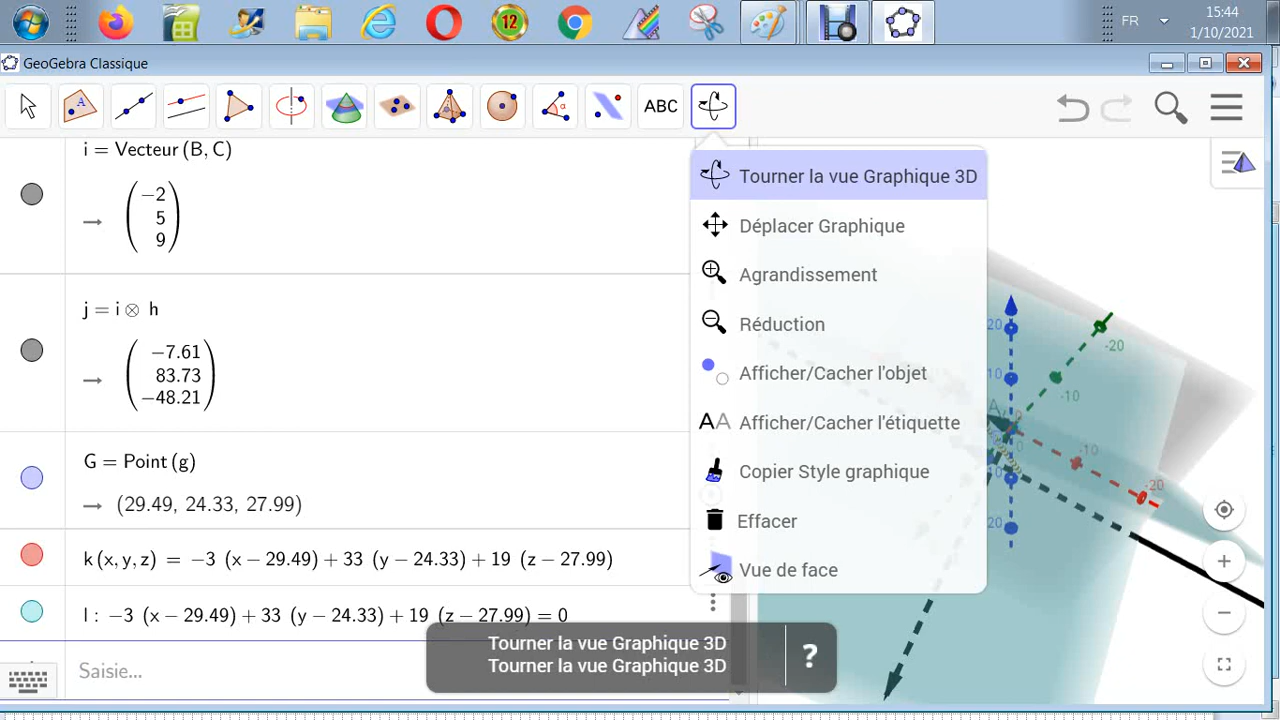 FR
15:44
1/10/2021
12
GeoGebra Classique
A
α
ABC
i = Vecteur (B, C)
→ (−2
5
9)
j = i ⊗ h
→ (−7.61
83.73
−48.21)
G = Point (g)
→ (29.49, 24.33, 27.99)
k (x, y, z) = −3 (x − 29.49) + 33 (y − 24.33) + 19 (z − 27.99)
l : −3 (x − 29.49) + 33 (y − 24.33) + 19 (z − 27.99) = 0
Saisie...
Tourner la vue Graphique 3D
Déplacer Graphique
Agrandissement
Réduction
Afficher/Cacher l'objet
AA Afficher/Cacher l'étiquette
Copier Style graphique
Effacer
Vue de face
Tourner la vue Graphique 3D
Tourner la vue Graphique 3D
?
20
-20
10
-10
A
0
-10
-20
20